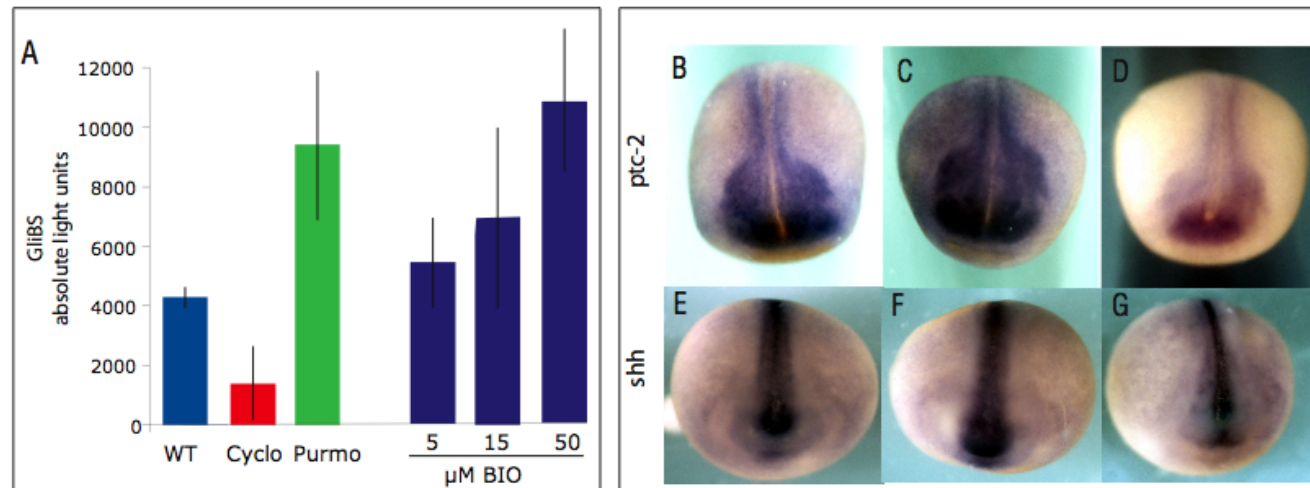 A
GliBS
absolute light units
12000
10000
8000
6000
4000
2000
0
WT Cyclo Purmo
5 15 50
µM BIO
ptc-2
B C D
shh
E F G